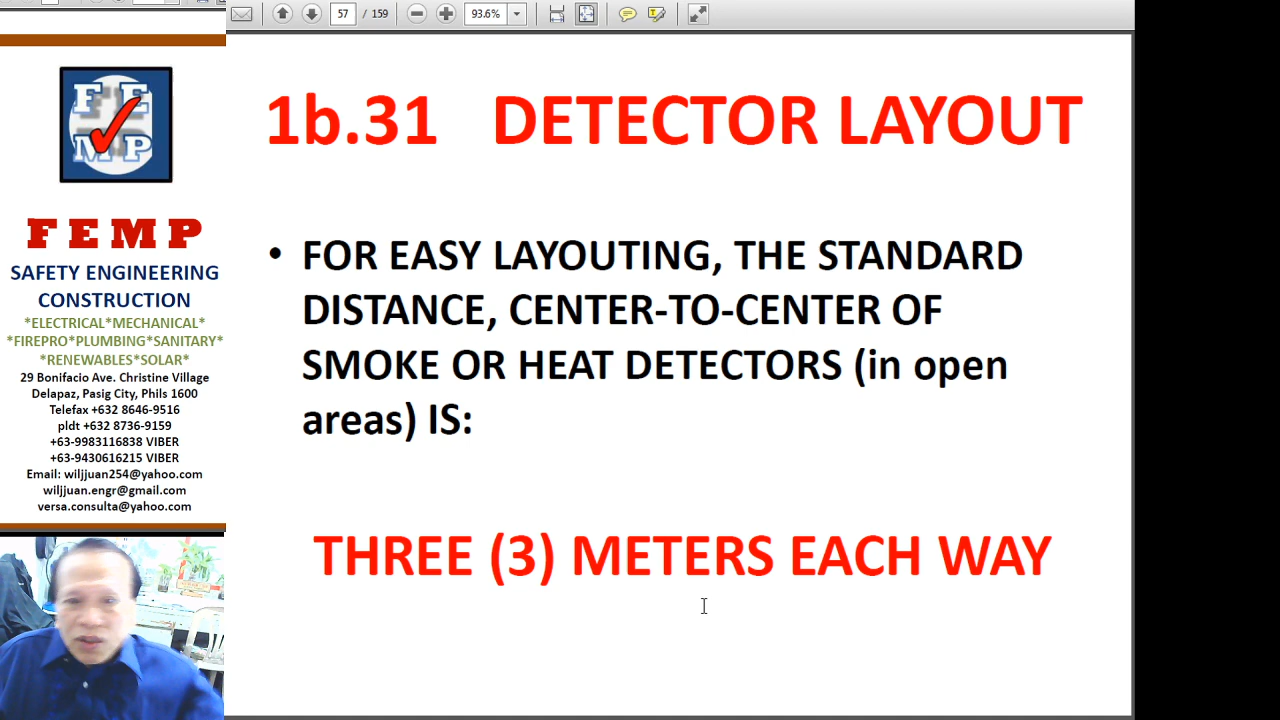 57 / 159
93.6%
F E
M P
F E M P
SAFETY ENGINEERING
CONSTRUCTION
*ELECTRICAL*MECHANICAL*
*FIREPRO*PLUMBING*SANITARY*
*RENEWABLES*SOLAR*
29 Bonifacio Ave. Christine Village
Delapaz, Pasig City, Phils 1600
Telefax +632 8646-9516
pldt +632 8736-9159
+63-9983116838 VIBER
+63-9430616215 VIBER
Email: wiljjuan254@yahoo.com
wiljjuan.engr@gmail.com
versa.consulta@yahoo.com
1b.31 DETECTOR LAYOUT
• FOR EASY LAYOUTING, THE STANDARD
DISTANCE, CENTER-TO-CENTER OF
SMOKE OR HEAT DETECTORS (in open
areas) IS:
THREE (3) METERS EACH WAY